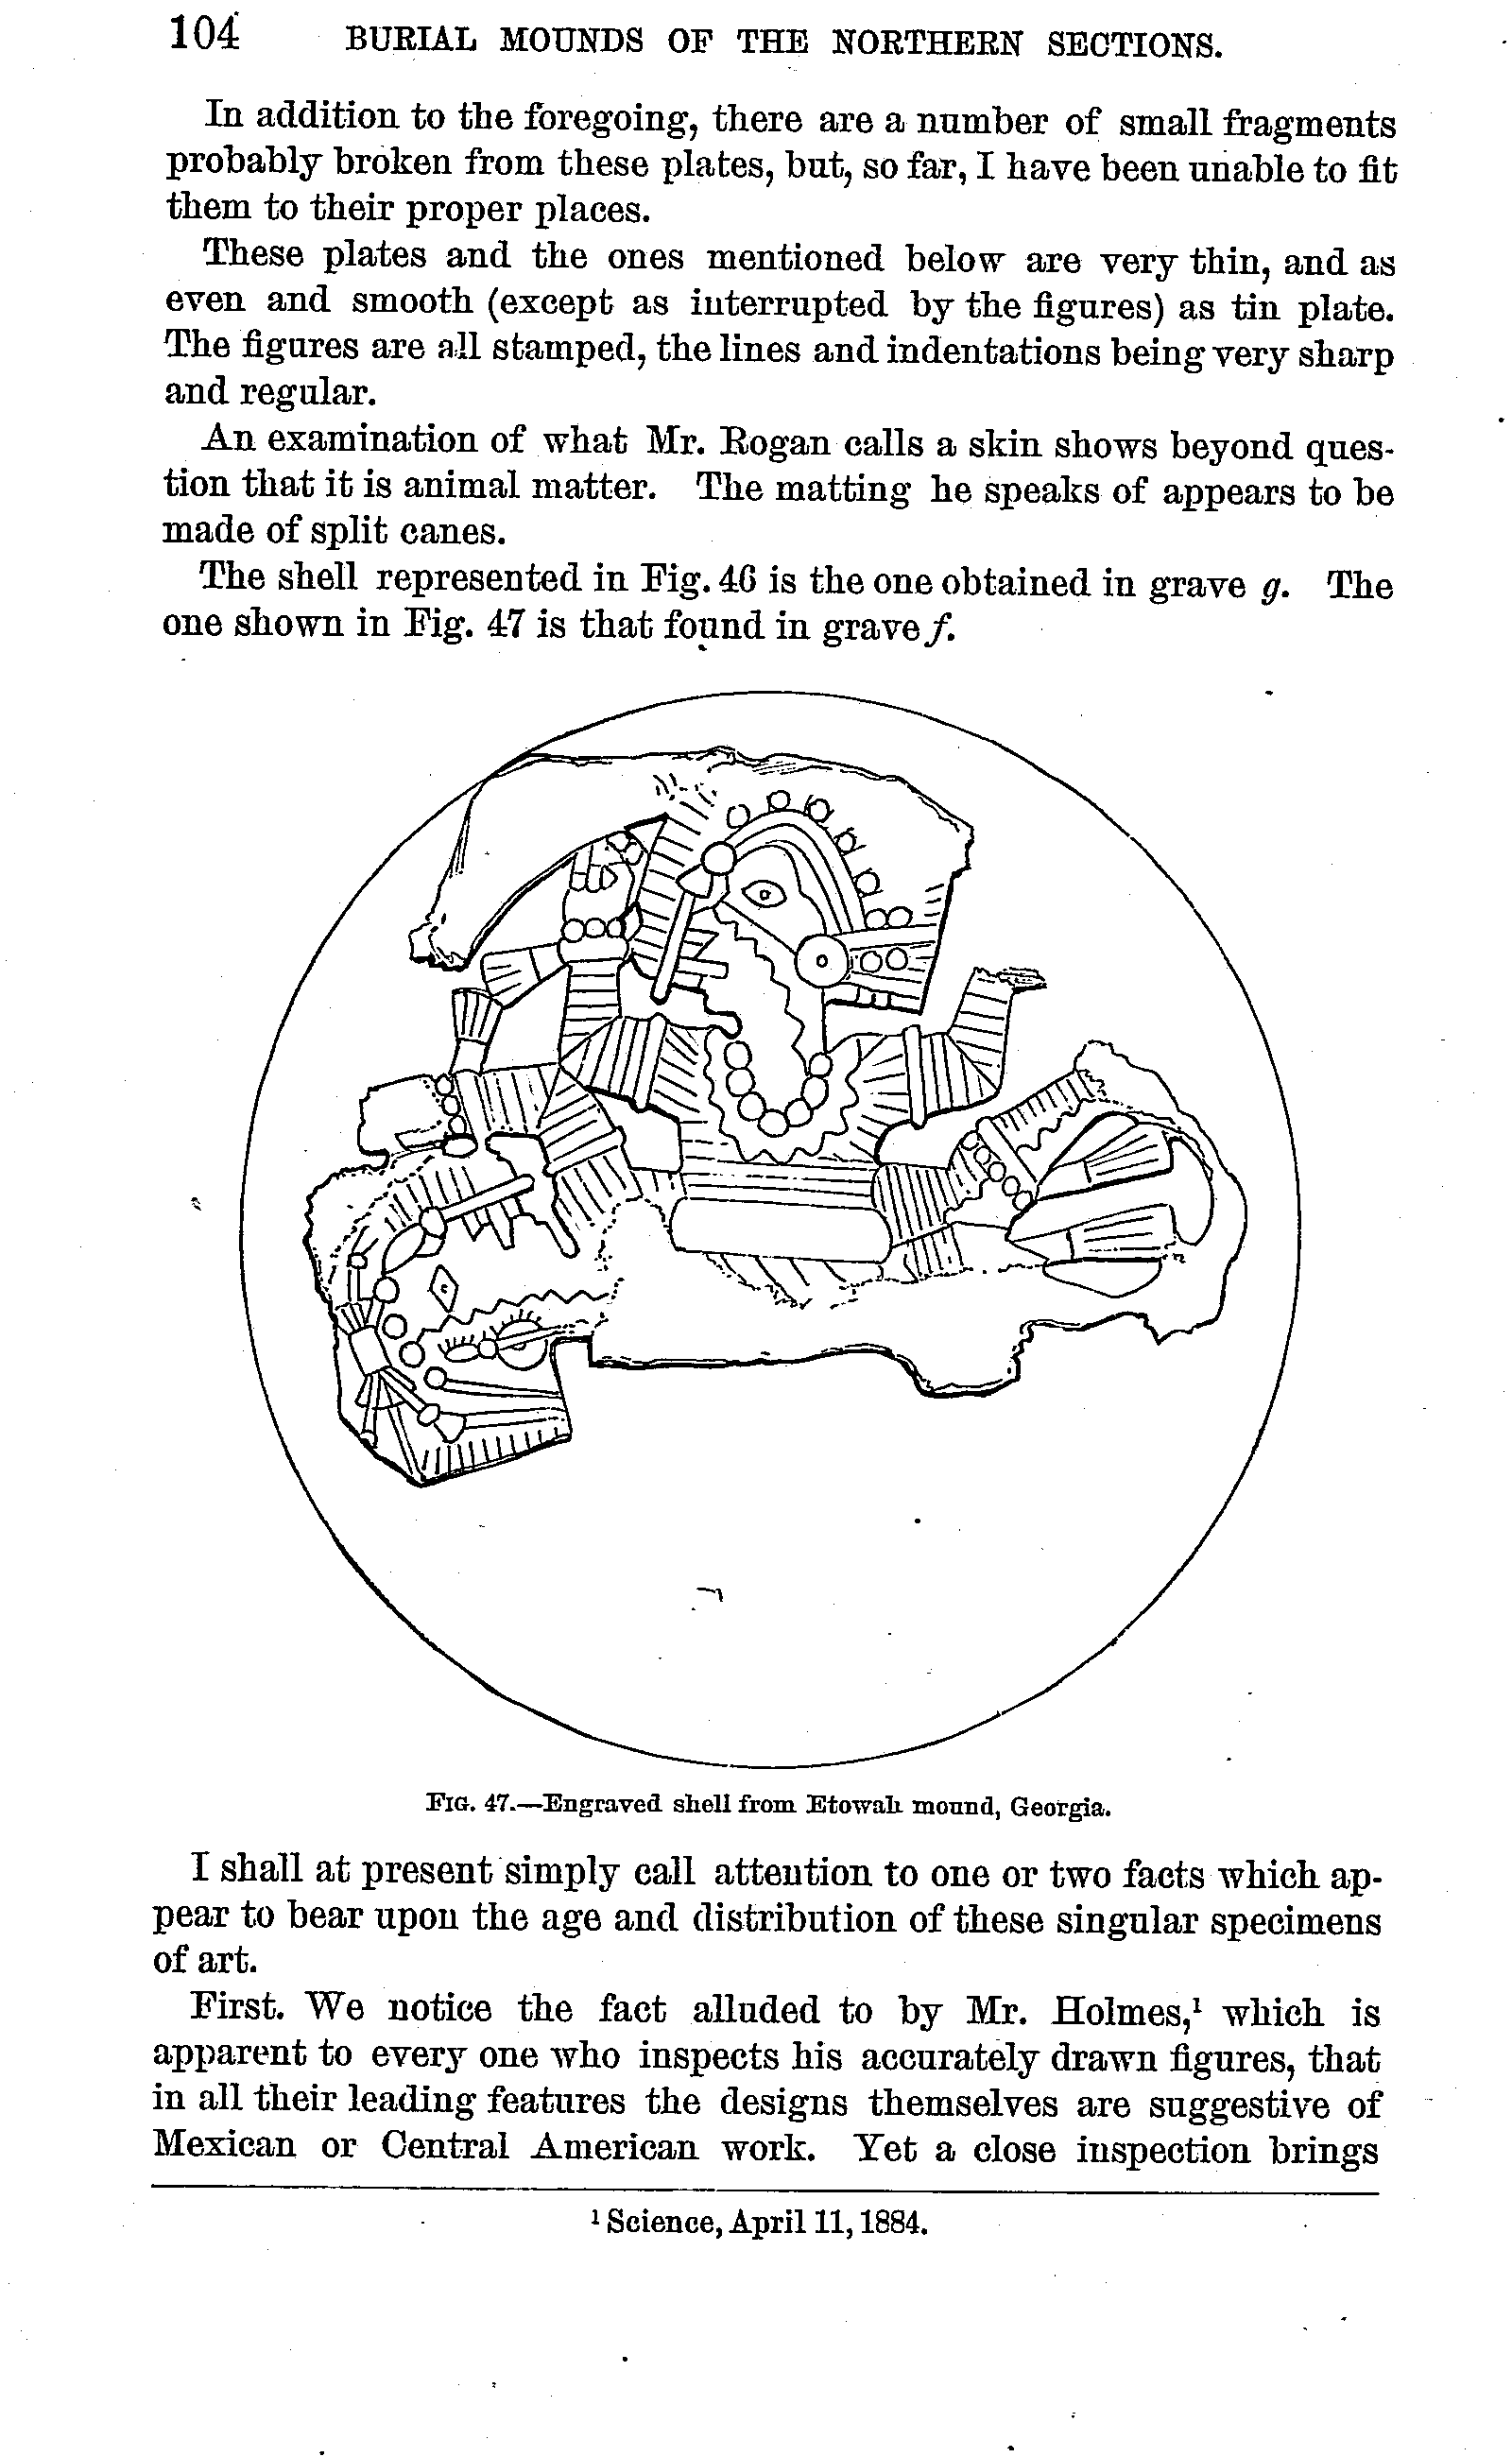 104 BURIAL MOUNDS OF THE NORTHERN SECTIONS.
In addition to the foregoing, there are a number of small fragments
probably broken from these plates, but, so far, I have been unable to fit
them to their proper places.
These plates and the ones mentioned below are very thin, and as
even and smooth (except as interrupted by the figures) as tin plate.
The figures are all stamped, the lines and indentations being very sharp
and regular.
An examination of what Mr. Rogan calls a skin shows beyond ques-
tion that it is animal matter. The matting he speaks of appears to be
made of split canes.
The shell represented in Fig. 46 is the one obtained in grave g. The
one shown in Fig. 47 is that found in grave f.
FIG. 47.—Engraved shell from Etowah mound, Georgia.
I shall at present simply call attention to one or two facts which ap-
pear to bear upon the age and distribution of these singular specimens
of art.
First. We notice the fact alluded to by Mr. Holmes,¹ which is
apparent to every one who inspects his accurately drawn figures, that
in all their leading features the designs themselves are suggestive of
Mexican or Central American work. Yet a close inspection brings
¹ Science, April 11, 1884.